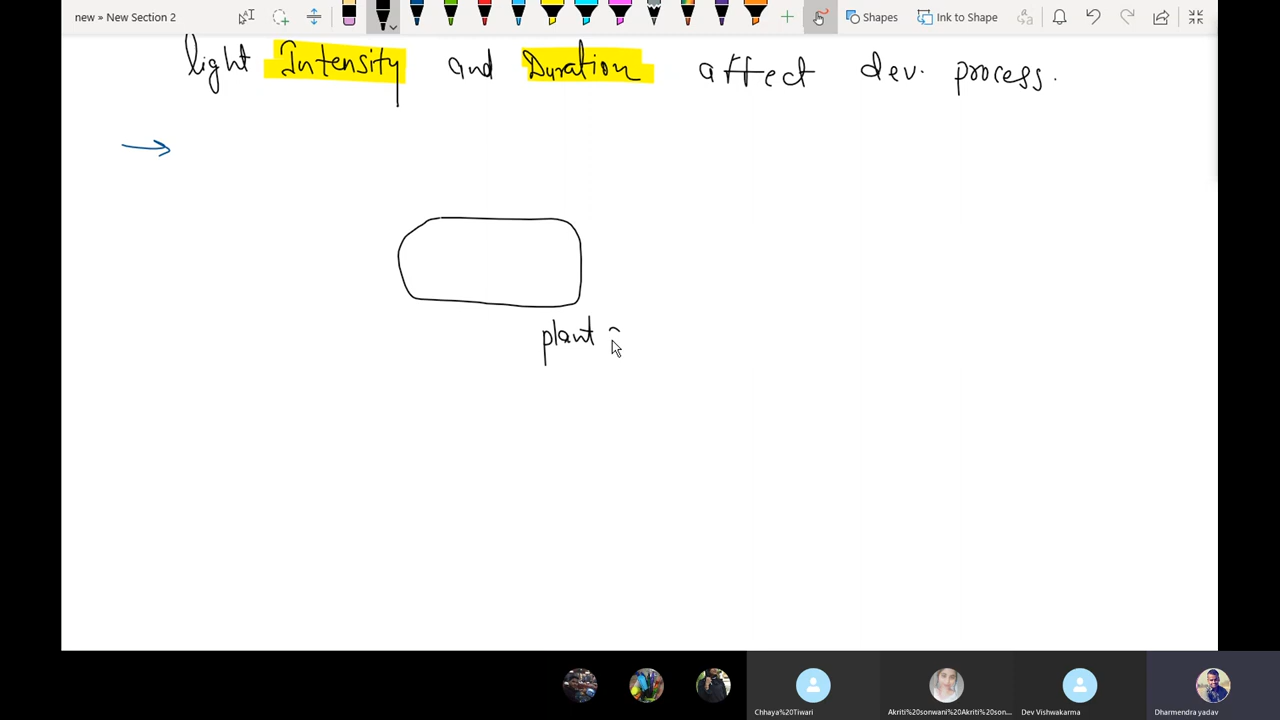 new » New Section 2
Shapes
Ink to Shape
light Intensity and Duration affect dev. process.
plant
Chhaya%20Tiwari
Akriti%20sonwani%20Akriti%20son...
Dev Vishwakarma
Dharmendra yadav